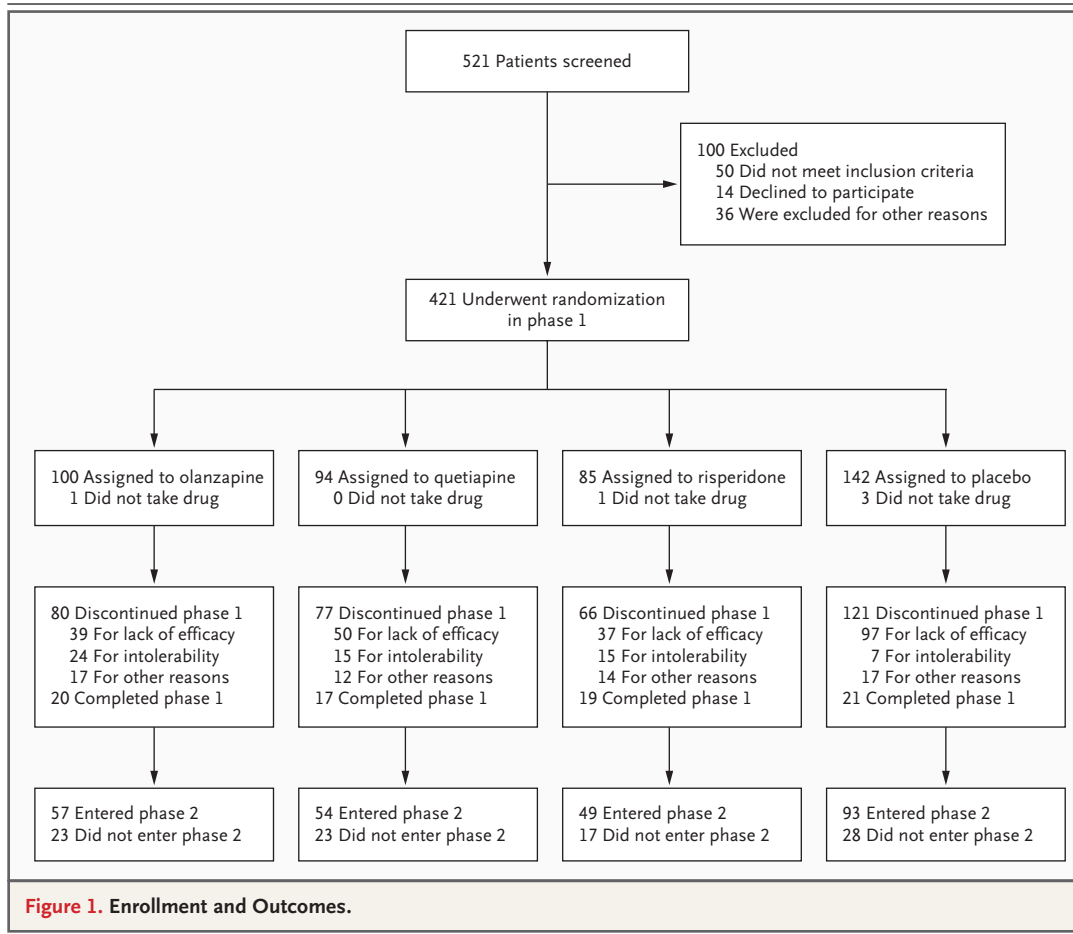 521 Patients screened
100 Excluded
50 Did not meet inclusion criteria
14 Declined to participate
36 Were excluded for other reasons
421 Underwent randomization
in phase 1
100 Assigned to olanzapine
1 Did not take drug
94 Assigned to quetiapine
0 Did not take drug
85 Assigned to risperidone
1 Did not take drug
142 Assigned to placebo
3 Did not take drug
80 Discontinued phase 1
39 For lack of efficacy
24 For intolerability
17 For other reasons
20 Completed phase 1
77 Discontinued phase 1
50 For lack of efficacy
15 For intolerability
12 For other reasons
17 Completed phase 1
66 Discontinued phase 1
37 For lack of efficacy
15 For intolerability
14 For other reasons
19 Completed phase 1
121 Discontinued phase 1
97 For lack of efficacy
7 For intolerability
17 For other reasons
21 Completed phase 1
57 Entered phase 2
23 Did not enter phase 2
54 Entered phase 2
23 Did not enter phase 2
49 Entered phase 2
17 Did not enter phase 2
93 Entered phase 2
28 Did not enter phase 2
Figure 1. Enrollment and Outcomes.